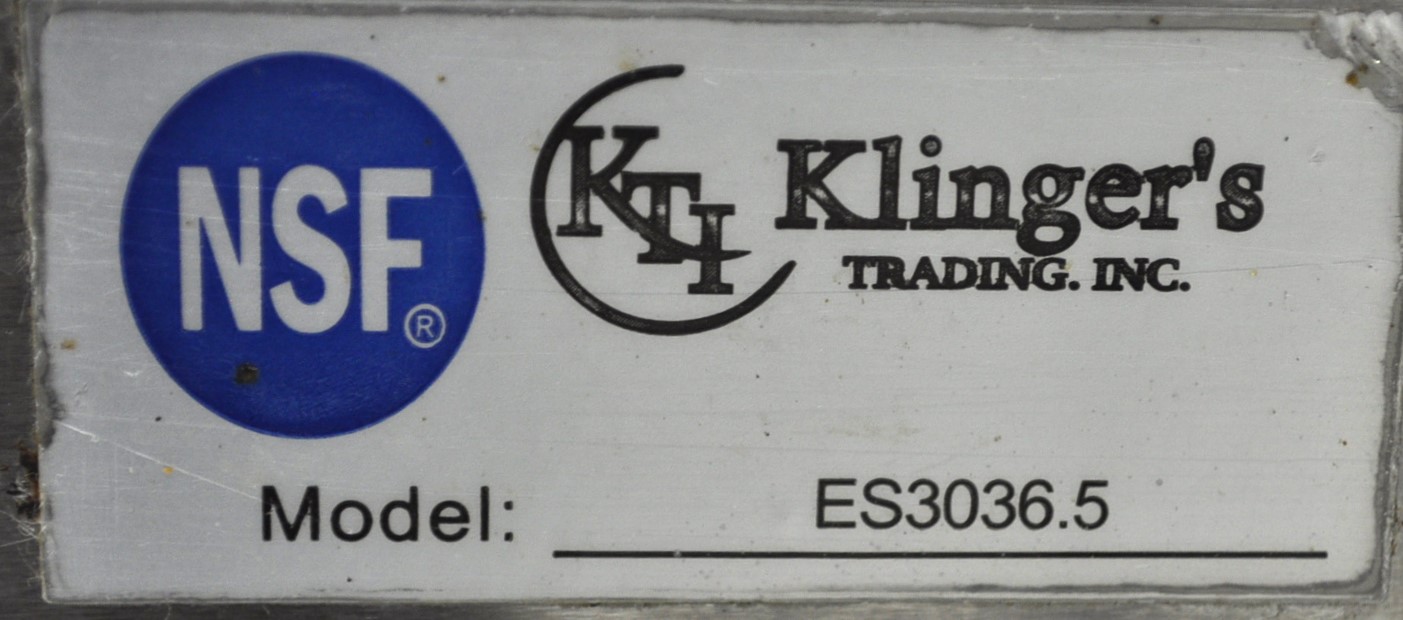 NSF®
KTI
Klinger's
TRADING. INC.
Model: ES3036.5